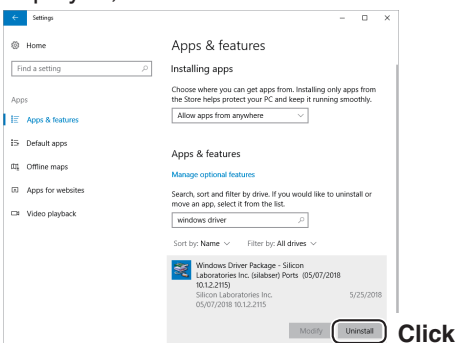 Settings
Home
Find a setting
Apps
Apps & features
Default apps
Offline maps
Apps for websites
Video playback
Apps & features
Installing apps
Choose where you can get apps from. Installing only apps from
the Store helps protect your PC and keep it running smoothly.
Allow apps from anywhere
Apps & features
Manage optional features
Search, sort and filter by drive. If you would like to uninstall or
move an app, select it from the list.
windows driver
Sort by: Name
Filter by: All drives
Windows Driver Package - Silicon
Laboratories Inc. (silabser) Ports (05/07/2018
10.1.2.2115)
Silicon Laboratories Inc.
5/25/2018
05/07/2018 10.1.2.2115
Modify
Uninstall
Click